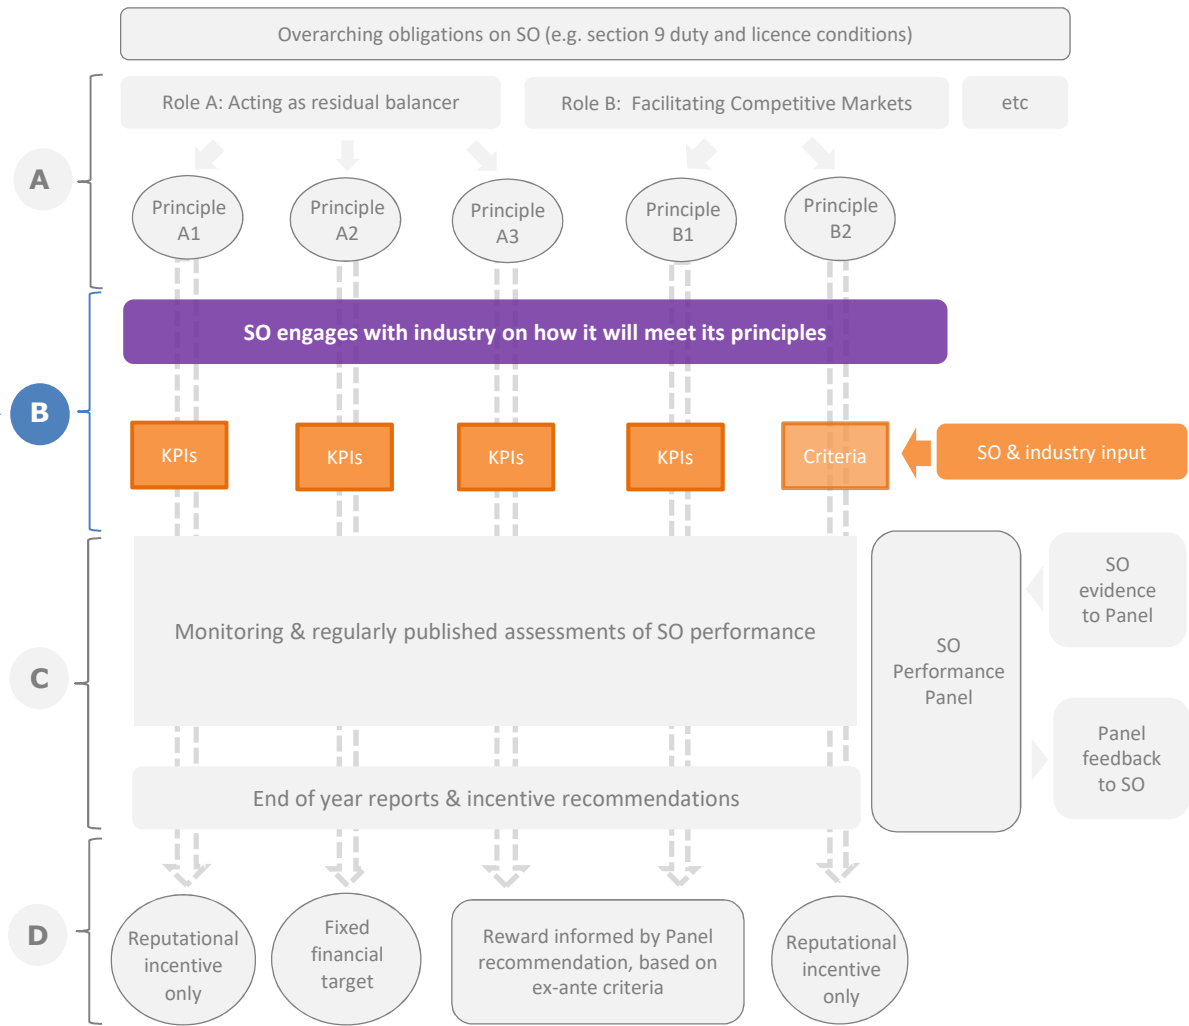 Overarching obligations on SO (e.g. section 9 duty and licence conditions)
Role A: Acting as residual balancer
Role B:  Facilitating Competitive Markets
etc
A
Principle
A1
Principle
A2
Principle
A3
Principle
B1
Principle
B2
SO engages with industry on how it will meet its principles
B
KPIs
KPIs
KPIs
KPIs
Criteria
SO & industry input
C
Monitoring & regularly published assessments of SO performance
SO
Performance
Panel
SO
evidence
to Panel
Panel
feedback
to SO
End of year reports & incentive recommendations
D
Reputational
incentive
only
Fixed
financial
target
Reward informed by Panel
recommendation, based on
ex-ante criteria
Reputational
incentive
only